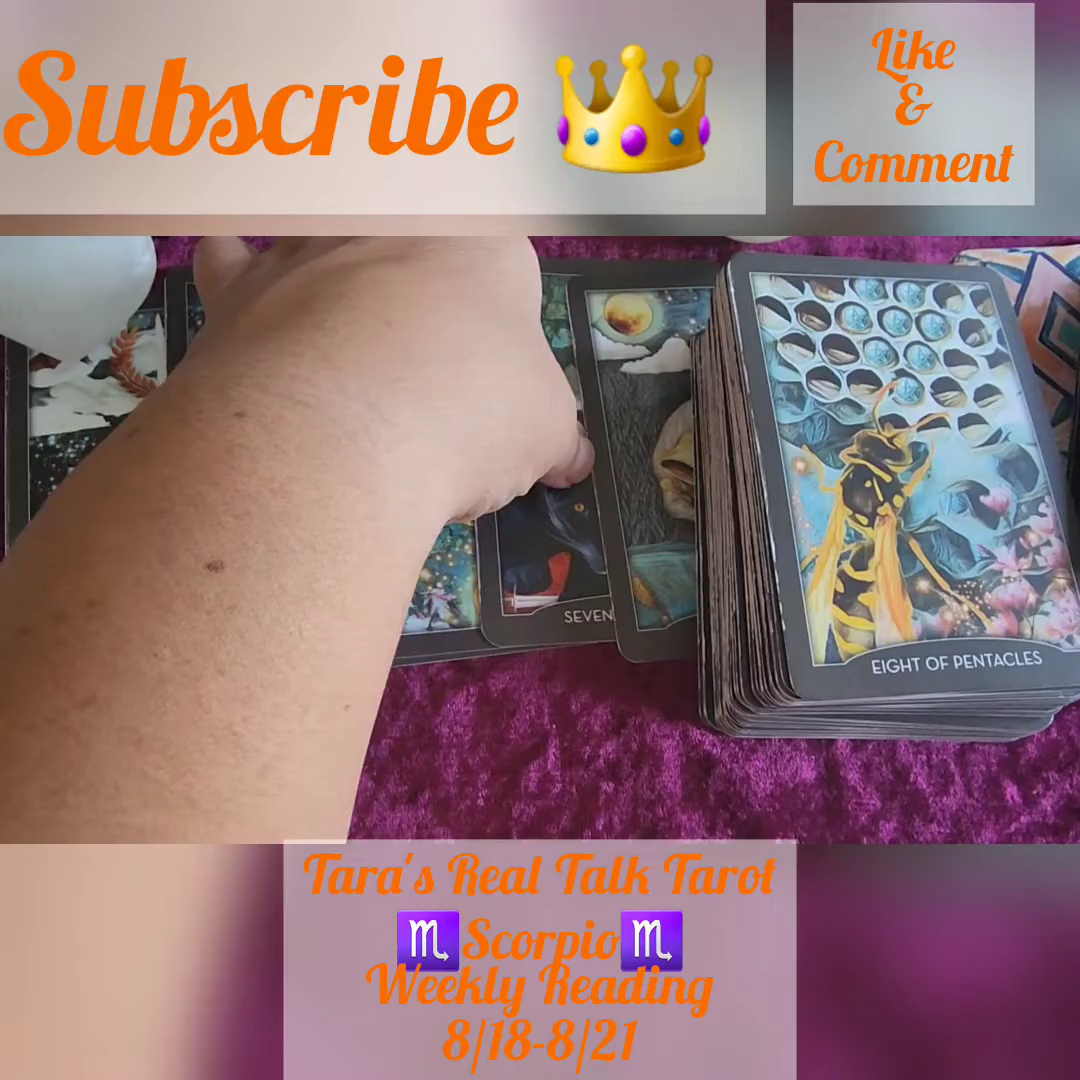 Subscribe 👑
Like
&
Comment
SEVEN
EIGHT OF PENTACLES
Tara's Real Talk Tarot
♏Scorpio♏
Weekly Reading
8/18-8/21